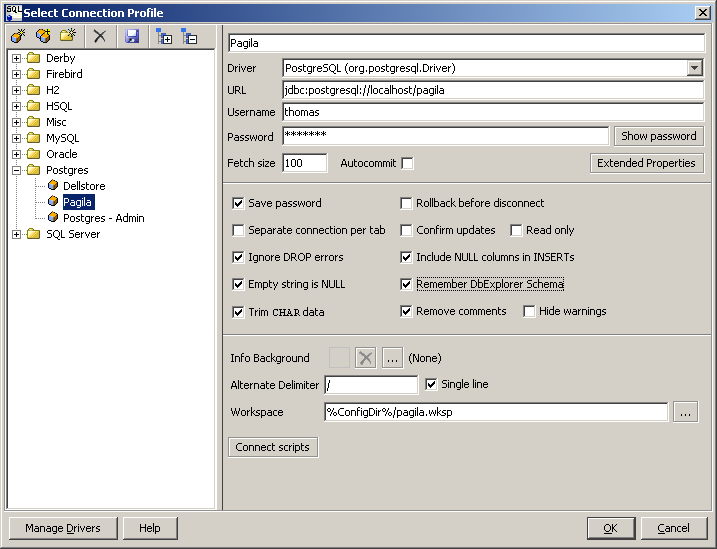 SQL Select Connection Profile
Derby
Firebird
H2
HSQL
Misc
MySQL
Oracle
Postgres
Dellstore
Pagila
Postgres - Admin
SQL Server
Pagila
Driver PostgreSQL (org.postgresql.Driver)
URL jdbc:postgresql://localhost/pagila
Username thomas
Password ******* Show password
Fetch size 100 Autocommit Extended Properties
Save password Rollback before disconnect
Separate connection per tab Confirm updates Read only
Ignore DROP errors Include NULL columns in INSERTs
Empty string is NULL Remember DbExplorer Schema
Trim CHAR data Remove comments Hide warnings
Info Background ... (None)
Alternate Delimiter / Single line
Workspace %ConfigDir%/pagila.wksp ...
Connect scripts
Manage Drivers Help OK Cancel